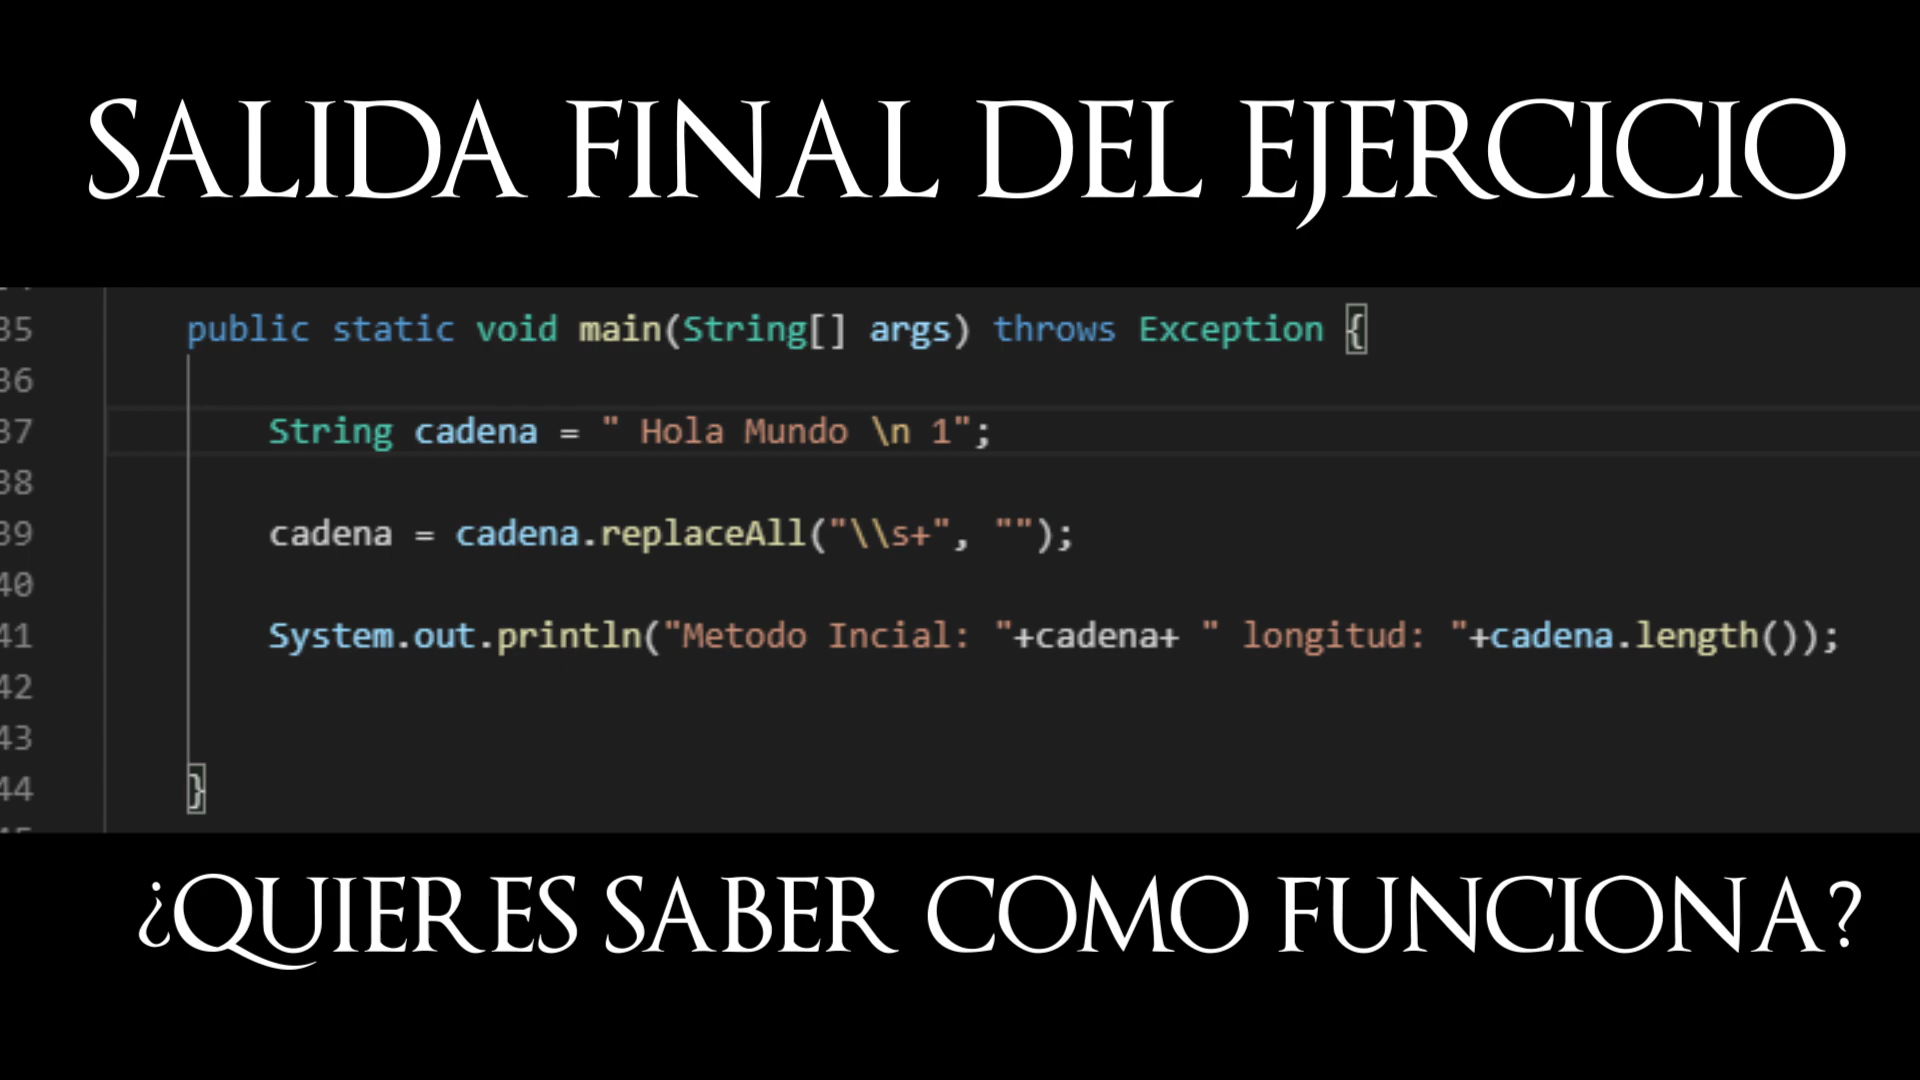 SALIDA FINAL DEL EJERCICIO
35 public static void main(String[] args) throws Exception {
36
37 String cadena = " Hola Mundo \n 1";
38
39 cadena = cadena.replaceAll("\\s+", "");
40
41 System.out.println("Metodo Incial: "+cadena+ " longitud: "+cadena.length());
42
43
44 }
¿QUIERES SABER COMO FUNCIONA?